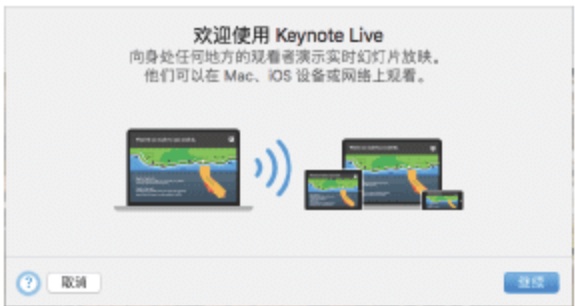 欢迎使用 Keynote Live
向身处任何地方的观看者演示实时幻灯片放映。
他们可以在 Mac、iOS 设备或网络上观看。
?
取消
继续